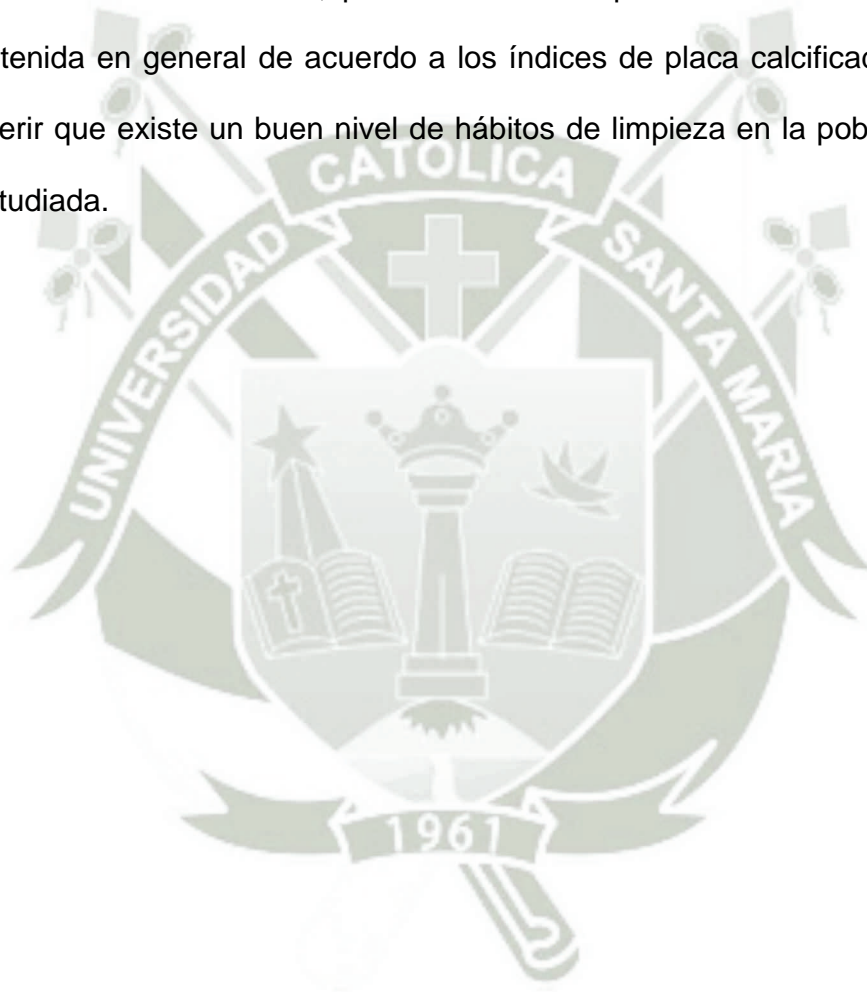 tenida en general de acuerdo a los índices de placa calcificad
erir que existe un buen nivel de hábitos de limpieza en la pob
tudiada.
UNIVERSIDAD CATOLICA SANTA MARIA
1961